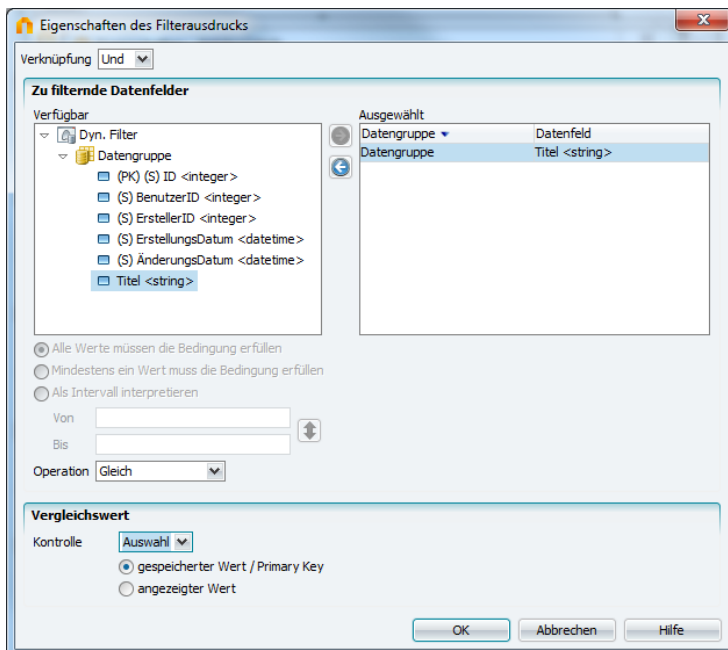 Eigenschaften des Filterausdrucks
Verknüpfung Und
Zu filternde Datenfelder
Verfügbar
Dyn. Filter
Datengruppe
(PK) (S) ID <integer>
(S) BenutzerID <integer>
(S) ErstellerID <integer>
(S) ErstellungsDatum <datetime>
(S) ÄnderungsDatum <datetime>
Titel <string>
Ausgewählt
Datengruppe Datenfeld
Datengruppe Titel <string>
Alle Werte müssen die Bedingung erfüllen
Mindestens ein Wert muss die Bedingung erfüllen
Als Intervall interpretieren
Von
Bis
Operation Gleich
Vergleichswert
Kontrolle Auswahl
gespeicherter Wert / Primary Key
angezeigter Wert
OK Abbrechen Hilfe